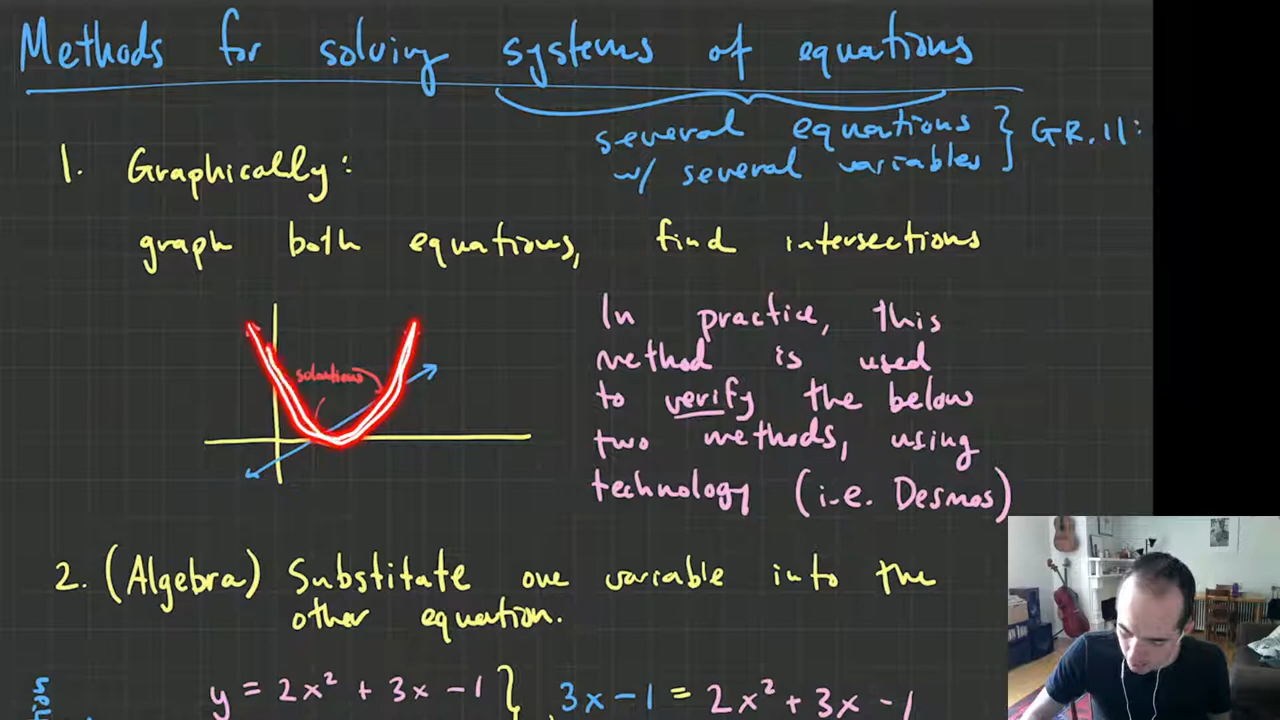 Methods for solving systems of equations
several equations
w/ several variables } GR.11:
1. Graphically:
graph both equations, find intersections
solutions
In practice, this
method is used
to verify the below
two methods, using
technology (i.e. Desmos)
2. (Algebra) Substitute one variable into the
other equation.
y = 2x² + 3x - 1 } 3x - 1 = 2x² + 3x - 1